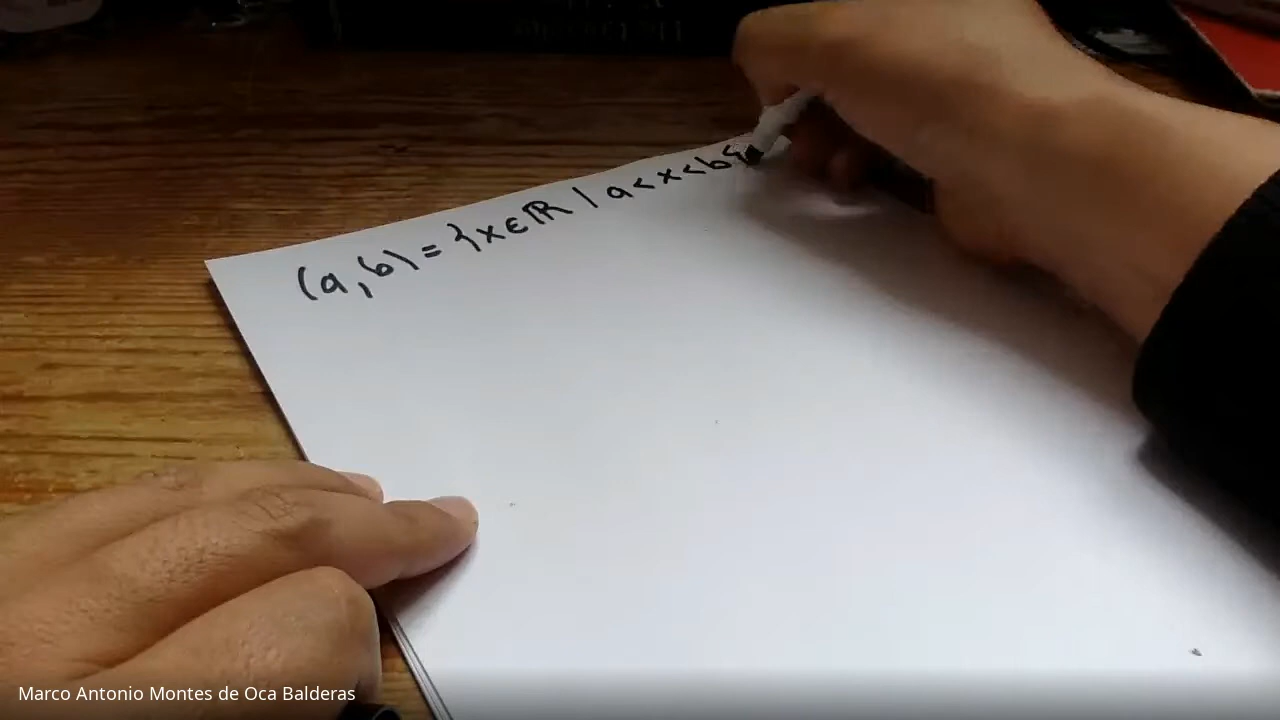 (a,b) = }x∈ℝ | a<x<b{
Marco Antonio Montes de Oca Balderas